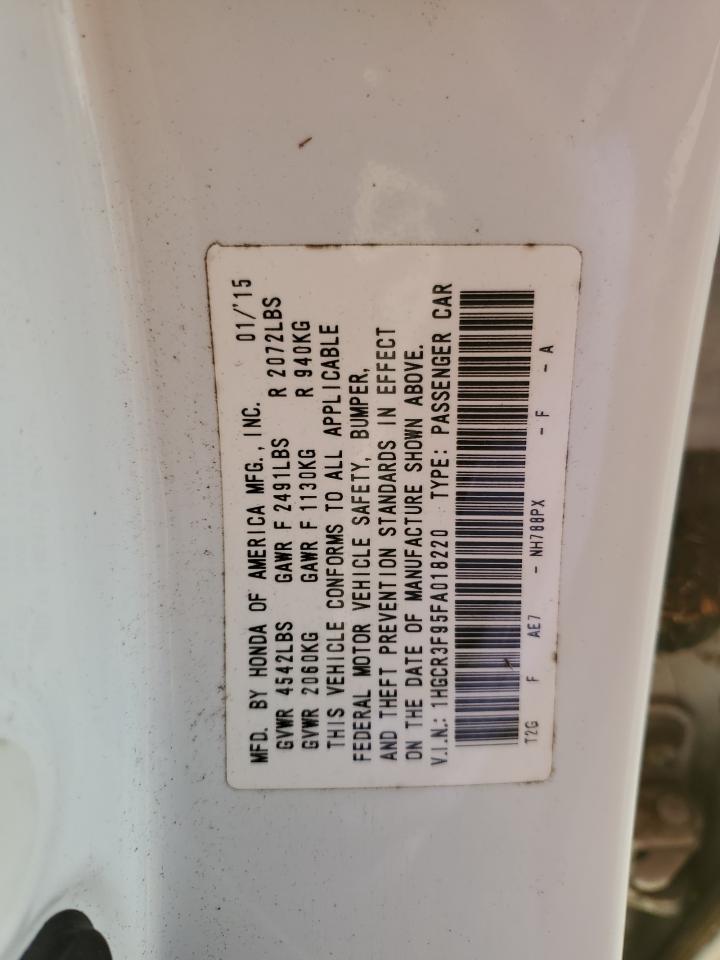 MFD. BY HONDA OF AMERICA MFG., INC. 01/'15
GVWR 4542LBS GAWR F 2491LBS R 2072LBS
GVWR 2060KG GAWR F 1130KG R 940KG
THIS VEHICLE CONFORMS TO ALL APPLICABLE
FEDERAL MOTOR VEHICLE SAFETY, BUMPER,
AND THEFT PREVENTION STANDARDS IN EFFECT
ON THE DATE OF MANUFACTURE SHOWN ABOVE.
V.I.N.: 1HGCR3F95FA018220 TYPE: PASSENGER CAR
T2G F AE7 - NH788PX - F - A